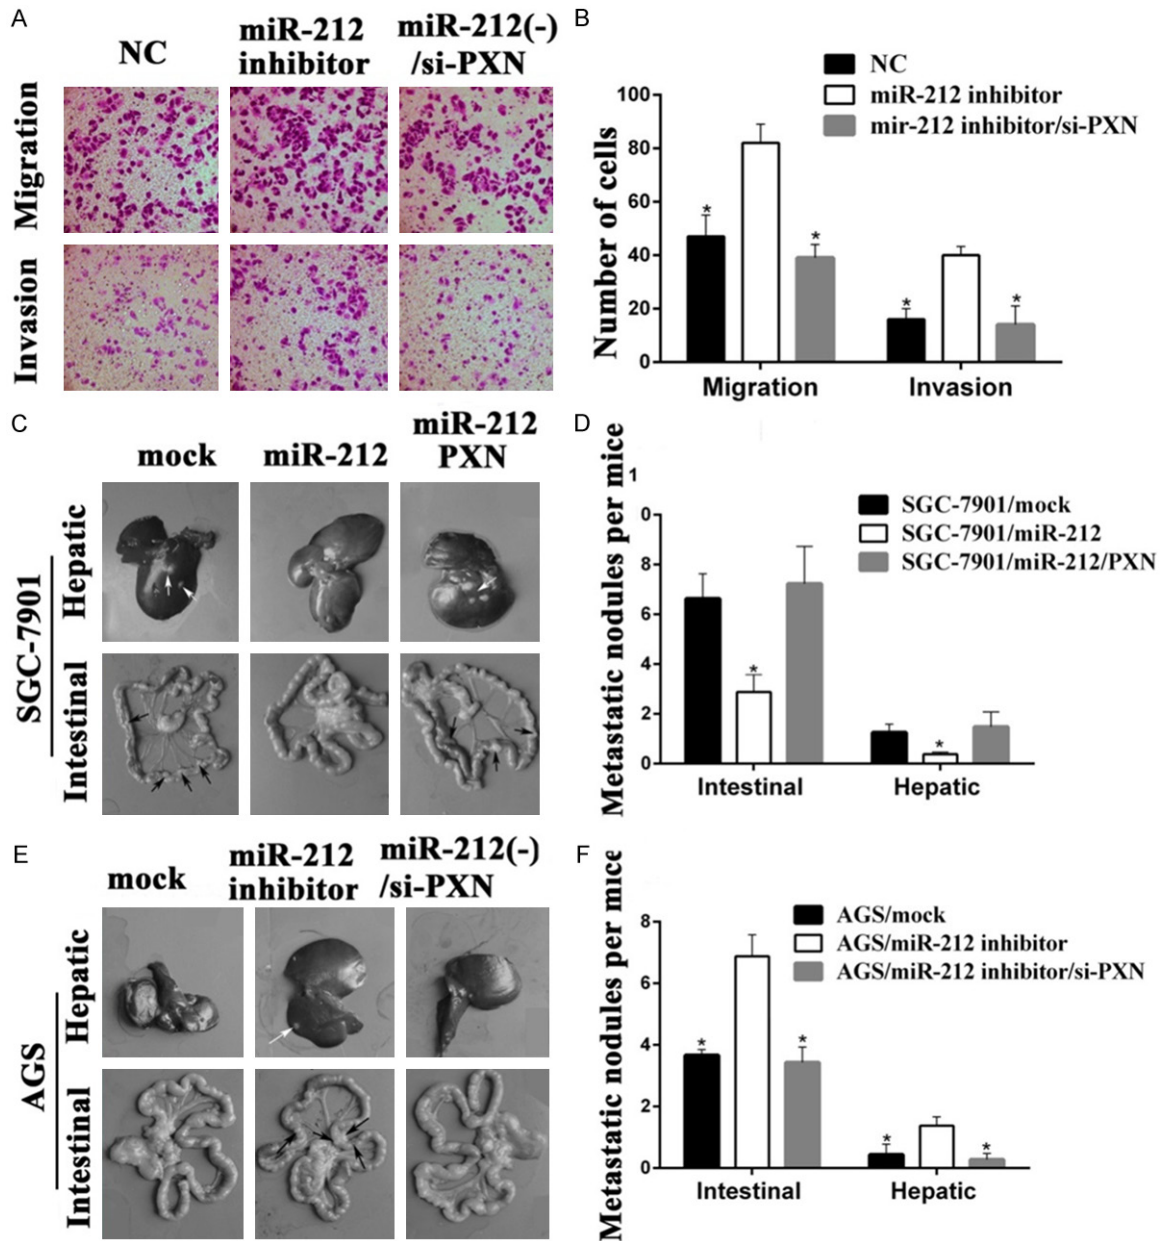 A
NC
miR-212
inhibitor
miR-212(-)
/si-PXN
Migration
Invasion
B
NC
miR-212 inhibitor
mir-212 inhibitor/si-PXN
Number of cells
100
80
60
40
20
0
*
*
*
*
Migration
Invasion
C
mock
miR-212
miR-212
PXN
SGC-7901
Hepatic
Intestinal
D
SGC-7901/mock
SGC-7901/miR-212
SGC-7901/miR-212/PXN
Metastatic nodules per mice
1
0
8
6
4
2
0
*
*
Intestinal
Hepatic
E
mock
miR-212
inhibitor
miR-212(-)
/si-PXN
AGS
Hepatic
Intestinal
F
AGS/mock
AGS/miR-212 inhibitor
AGS/miR-212 inhibitor/si-PXN
Metastatic nodules per mice
8
6
4
2
0
*
*
*
*
Intestinal
Hepatic